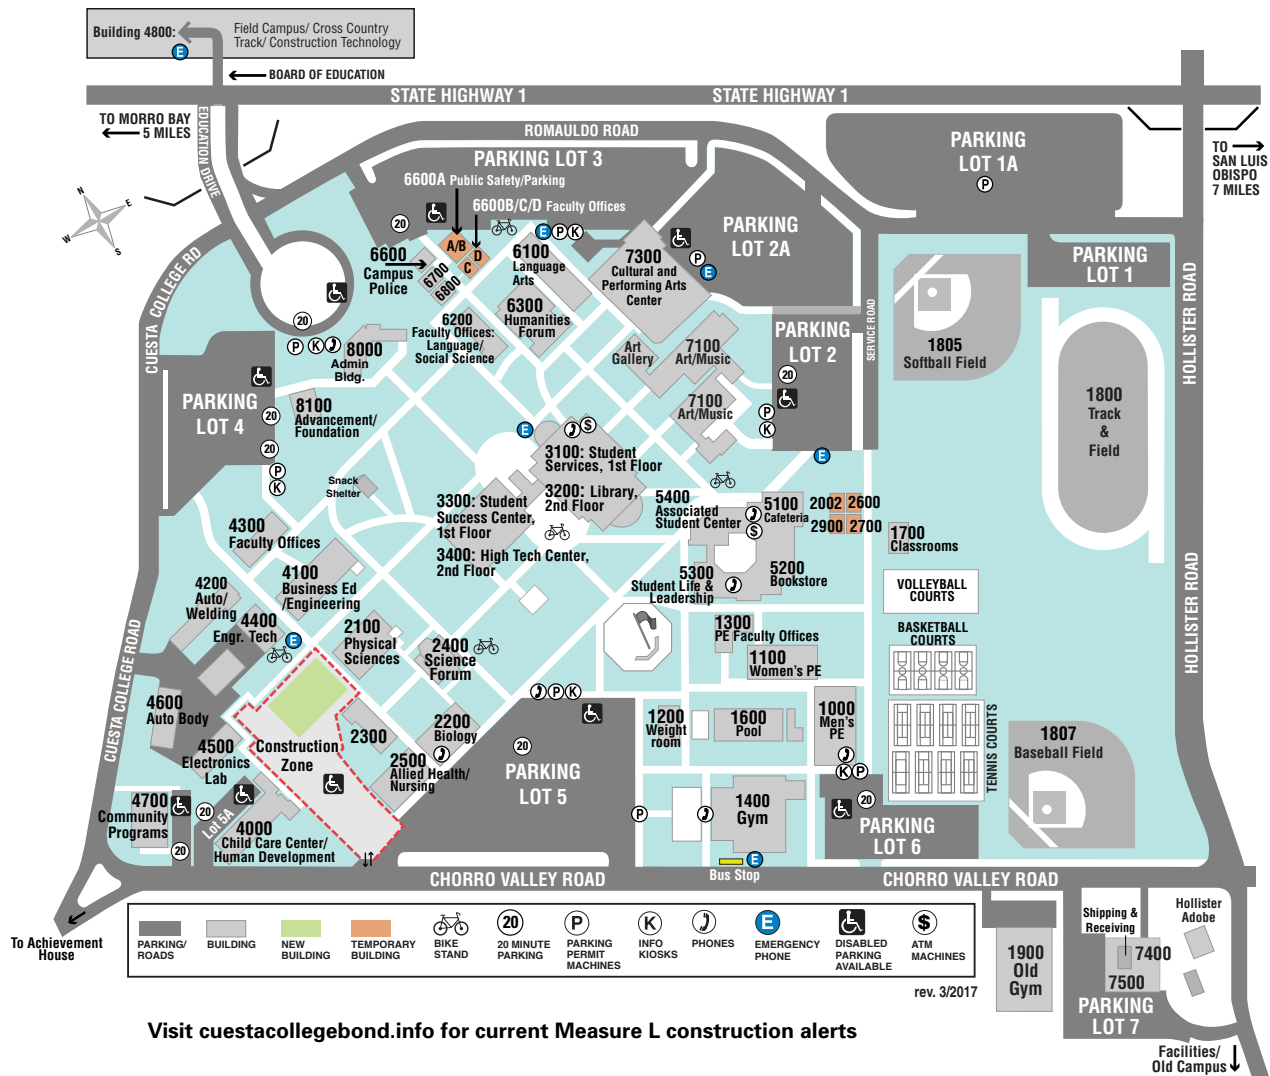 Building 4800:
Field Campus/ Cross Country
Track/ Construction Technology
E
BOARD OF EDUCATION
STATE HIGHWAY 1
STATE HIGHWAY 1
TO MORRO BAY
5 MILES
EDUCATION DRIVE
ROMAULDO ROAD
PARKING
LOT 1A
P
TO
SAN LUIS
OBISPO
7 MILES
N
E
W
S
PARKING LOT 3
6600A Public Safety/Parking
6600B/C/D Faculty Offices
20
A/B
D
C
E P K
6600
Campus
Police
6700
6800
6100
Language
Arts
7300
Cultural and
Performing Arts
Center
P
E
PARKING
LOT 2A
PARKING
LOT 1
CUESTA COLLEGE RD
6300
Humanities
Forum
6200
Faculty Offices:
Language/
Social Science
20
P K
8000
Admin
Bldg.
Art
Gallery
7100
Art/Music
PARKING
LOT 2
20
P
K
SERVICE ROAD
1805
Softball Field
HOLLISTER ROAD
PARKING
LOT 4
20
20
P
K
8100
Advancement/
Foundation
7100
Art/Music
1800
Track
&
Field
E
$
E
3100: Student
Services, 1st Floor
3200: Library,
2nd Floor
Snack
Shelter
3300: Student
Success Center,
1st Floor
3400: High Tech Center,
2nd Floor
5400
Associated
Student Center
$
5100
Cafeteria
2002
2600
2900
2700
1700
Classrooms
4300
Faculty Offices
4100
Business Ed
/Engineering
5300
Student Life &
Leadership
5200
Bookstore
VOLLEYBALL
COURTS
HOLLISTER ROAD
4200
Auto/
Welding
4400
Engr. Tech
E
2100
Physical
Sciences
2400
Science
Forum
1300
PE Faculty Offices
1100
Women's PE
BASKETBALL
COURTS
CUESTA COLLEGE ROAD
4600
Auto Body
P K
2300
2200
Biology
1200
Weight
room
1600
Pool
1000
Men's
PE
K P
TENNIS COURTS
1807
Baseball Field
4500
Electronics
Lab
Construction
Zone
2500
Allied Health/
Nursing
20
PARKING
LOT 5
4700
Community
Programs
20
20
Lot 5A
4000
Child Care Center/
Human Development
P
1400
Gym
20
PARKING
LOT 6
E
Bus Stop
CHORRO VALLEY ROAD
CHORRO VALLEY ROAD
To Achievement
House
PARKING/
ROADS
BUILDING
NEW
BUILDING
TEMPORARY
BUILDING
BIKE
STAND
20
20 MINUTE
PARKING
P
PARKING
PERMIT
MACHINES
K
INFO
KIOSKS
PHONES
E
EMERGENCY
PHONE
DISABLED
PARKING
AVAILABLE
$
ATM
MACHINES
rev. 3/2017
1900
Old
Gym
Shipping &
Receiving
7400
7500
PARKING
LOT 7
Hollister
Adobe
Facilities/
Old Campus
Visit cuestacollegebond.info for current Measure L construction alerts